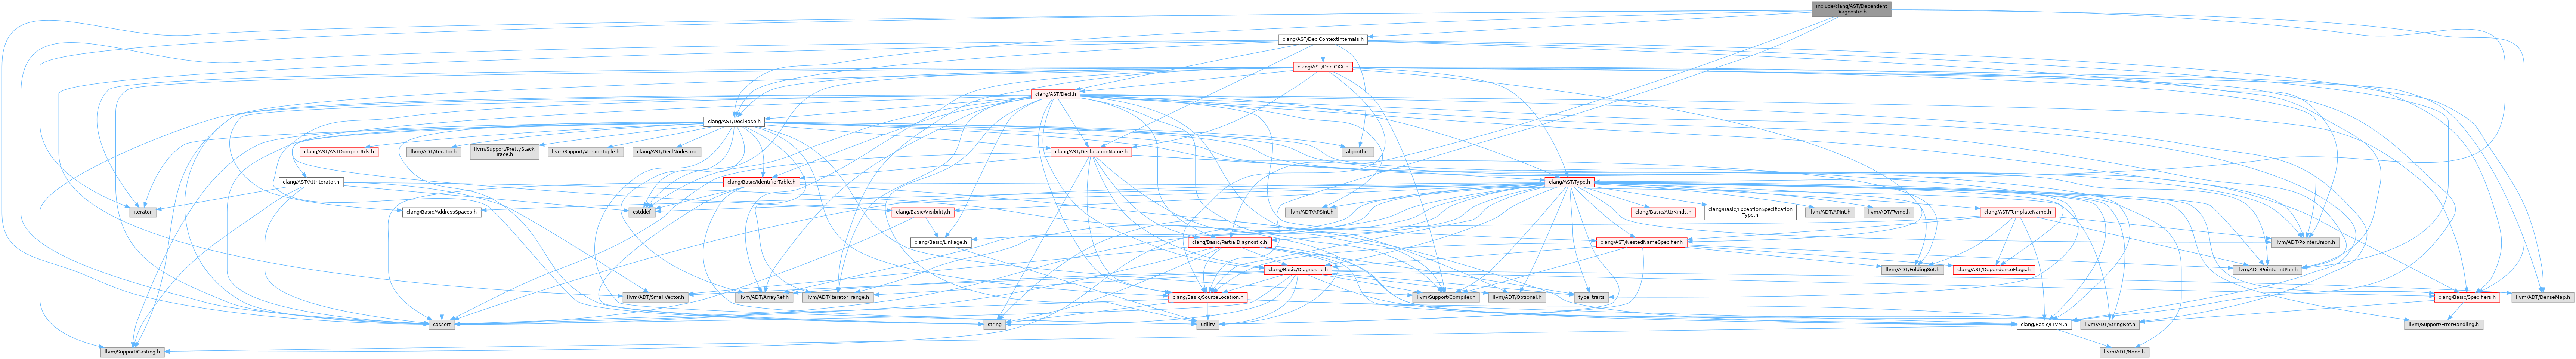 include/clang/AST/Dependent
Diagnostic.h
clang/AST/DeclContextInternals.h
clang/AST/DeclCXX.h
clang/AST/Decl.h
clang/AST/DeclBase.h
clang/AST/ASTDumperUtils.h
llvm/ADT/iterator.h
llvm/Support/PrettyStack
Trace.h
llvm/Support/VersionTuple.h
clang/AST/DeclNodes.inc
clang/AST/DeclarationName.h
algorithm
clang/AST/AttrIterator.h
clang/Basic/IdentifierTable.h
clang/AST/Type.h
iterator
clang/Basic/AddressSpaces.h
cstddef
clang/Basic/Visibility.h
llvm/ADT/APSInt.h
clang/Basic/AttrKinds.h
clang/Basic/ExceptionSpecification
Type.h
llvm/ADT/APInt.h
llvm/ADT/Twine.h
clang/AST/TemplateName.h
clang/Basic/Linkage.h
clang/Basic/PartialDiagnostic.h
clang/AST/NestedNameSpecifier.h
llvm/ADT/PointerUnion.h
clang/Basic/Diagnostic.h
llvm/ADT/FoldingSet.h
clang/AST/DependenceFlags.h
llvm/ADT/PointerIntPair.h
llvm/ADT/SmallVector.h
llvm/ADT/ArrayRef.h
llvm/ADT/iterator_range.h
clang/Basic/SourceLocation.h
llvm/Support/Compiler.h
llvm/ADT/Optional.h
type_traits
clang/Basic/Specifiers.h
llvm/ADT/DenseMap.h
cassert
string
utility
clang/Basic/LLVM.h
llvm/ADT/StringRef.h
llvm/Support/ErrorHandling.h
llvm/Support/Casting.h
llvm/ADT/None.h